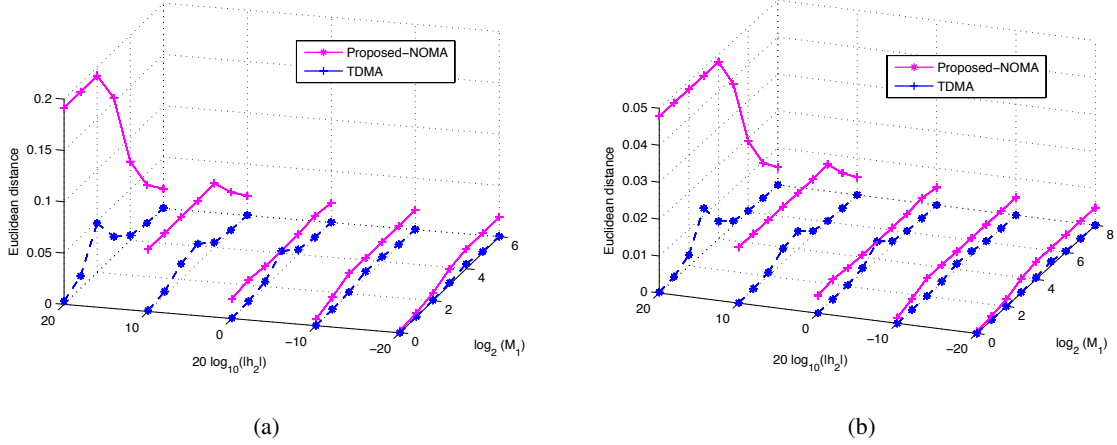 Proposed-NOMA
TDMA
0.2
0.15
0.1
0.05
0
Euclidean distance
20
10
0
−10
−20
20 log10(|h2|)
0
2
4
6
log2 (M1)
(a)
Proposed-NOMA
TDMA
0.05
0.04
0.03
0.02
0.01
0
Euclidean distance
20
10
0
−10
−20
20 log10(|h2|)
0
2
4
6
8
log2 (M1)
(b)